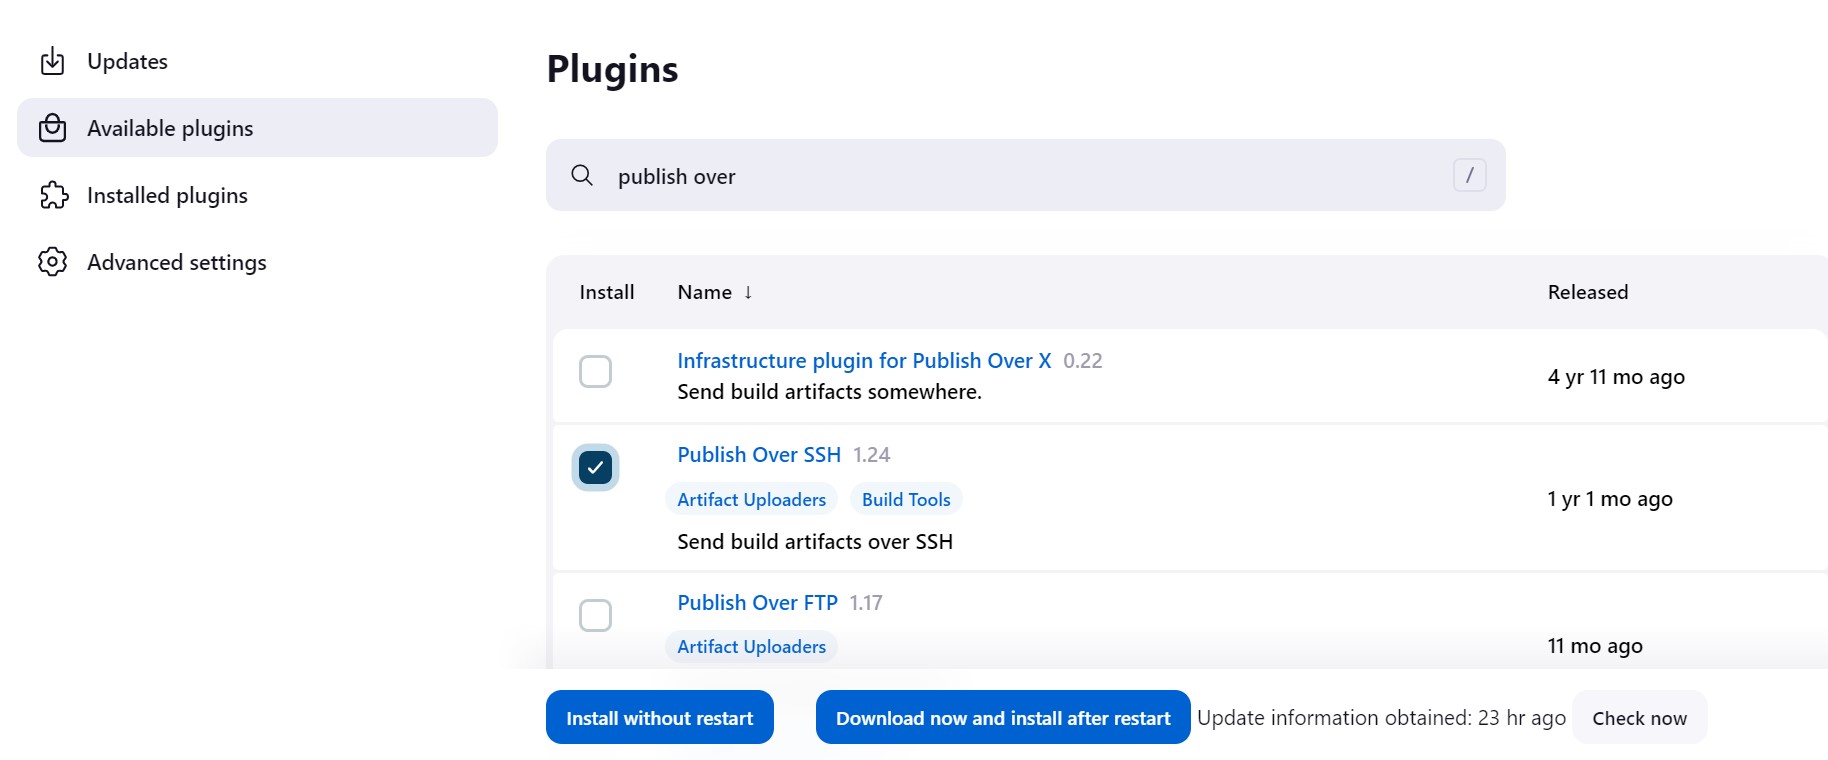 Updates
Available plugins
Installed plugins
Advanced settings
Plugins
publish over
/
Install Name ↓ Released
Infrastructure plugin for Publish Over X 0.22
Send build artifacts somewhere.
4 yr 11 mo ago
Publish Over SSH 1.24
Artifact Uploaders Build Tools
Send build artifacts over SSH
1 yr 1 mo ago
Publish Over FTP 1.17
Artifact Uploaders
11 mo ago
Install without restart Download now and install after restart Update information obtained: 23 hr ago Check now